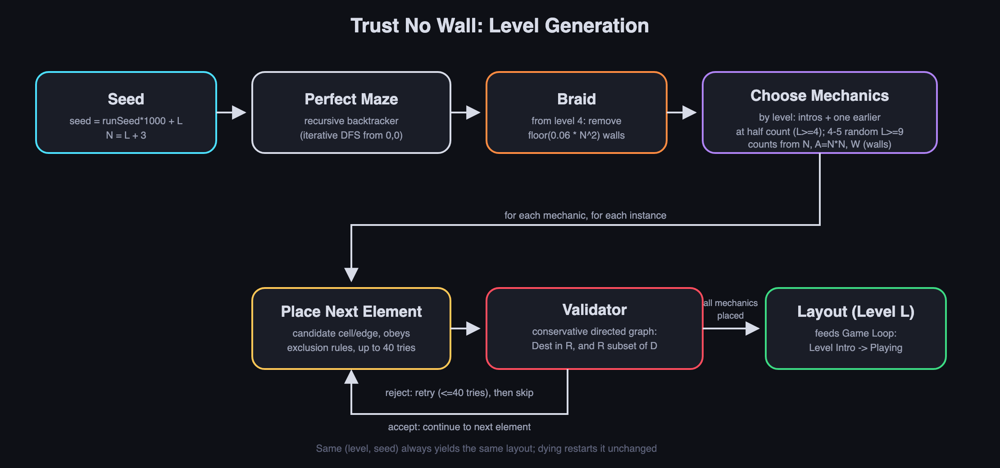 Trust No Wall: Level Generation
Seed
seed = runSeed*1000 + L
N = L + 3
Perfect Maze
recursive backtracker
(iterative DFS from 0,0)
Braid
from level 4: remove
floor(0.06 * N^2) walls
Choose Mechanics
by level: intros + one earlier
at half count (L>=4); 4-5 random L>=9
counts from N, A=N*N, W (walls)
for each mechanic, for each instance
Place Next Element
candidate cell/edge, obeys
exclusion rules, up to 40 tries
Validator
conservative directed graph:
Dest in R, and R subset of D
all mechanics
placed
Layout (Level L)
feeds Game Loop:
Level Intro -> Playing
reject: retry (<=40 tries), then skip
accept: continue to next element
Same (level, seed) always yields the same layout; dying restarts it unchanged